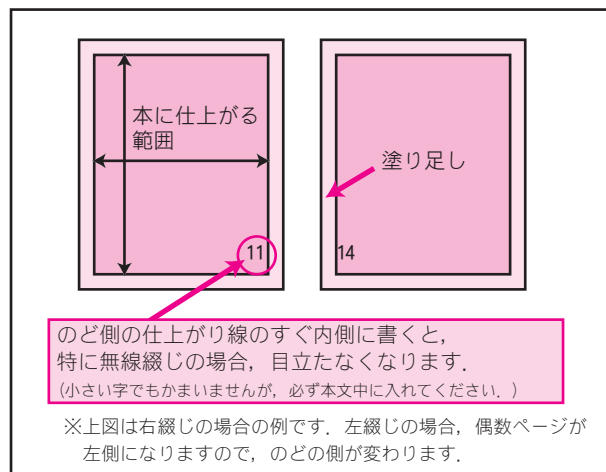 本に仕上がる
範囲
塗り足し
11
14
のど側の仕上がり線のすぐ内側に書くと，
特に無線綴じの場合，目立たなくなります．
（小さい字でもかまいませんが，必ず本文中に入れてください．）
※上図は右綴じの場合の例です．左綴じの場合，偶数ページが
左側になりますので，のどの側が変わります．